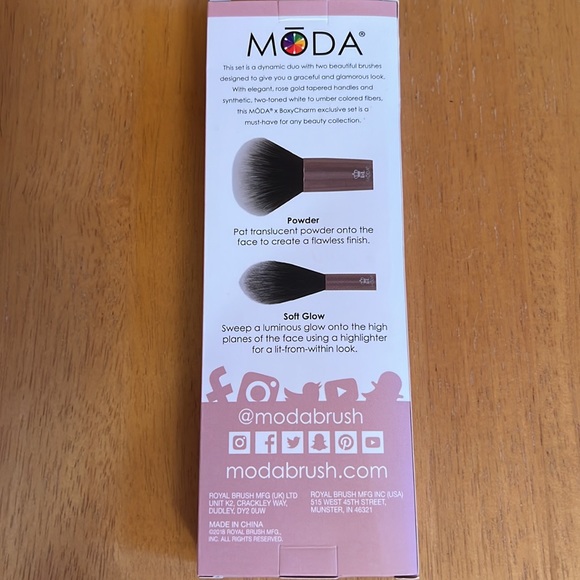 MŌDA®
This set is a dynamic duo with two beautiful brushes
designed to give you a graceful and glamorous look.
With elegant, rose gold tapered handles and
synthetic, two-toned white to umber colored fibers,
this MŌDA® x BoxyCharm exclusive set is a
must-have for any beauty collection.
Powder
Pat translucent powder onto the
face to create a flawless finish.
Soft Glow
Sweep a luminous glow onto the high
planes of the face using a highlighter
for a lit-from-within look.
@modabrush
modabrush.com
ROYAL BRUSH MFG (UK) LTD
UNIT K2, CRACKLEY WAY,
DUDLEY, DY2 0UW
ROYAL BRUSH MFG INC (USA)
515 WEST 45TH STREET,
MUNSTER, IN 46321
MADE IN CHINA
©2018 ROYAL BRUSH MFG.,
INC. ALL RIGHTS RESERVED.